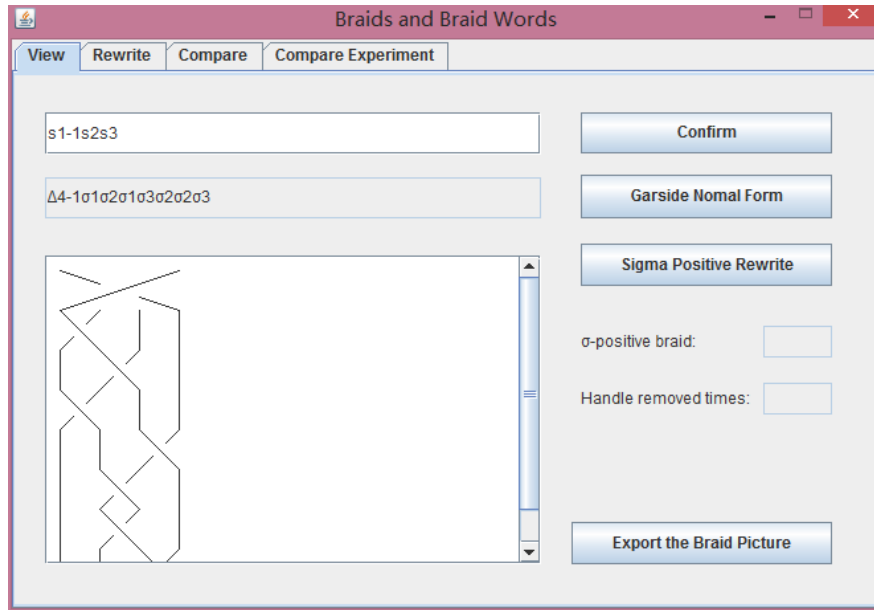 Braids and Braid Words
View Rewrite Compare Compare Experiment
s1-1s2s3
Confirm
Δ4-1σ1σ2σ1σ3σ2σ2σ3
Garside Nomal Form
Sigma Positive Rewrite
σ-positive braid:
Handle removed times:
Export the Braid Picture